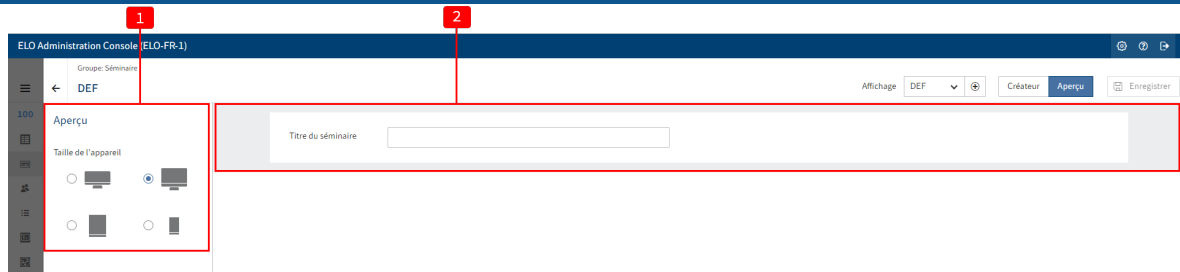 1
2
ELO Administration Console (ELO-FR-1)
Groupe: Séminaire
DEF
Affichage
DEF
Créateur
Aperçu
Enregistrer
100
Aperçu
Taille de l'appareil
Titre du séminaire